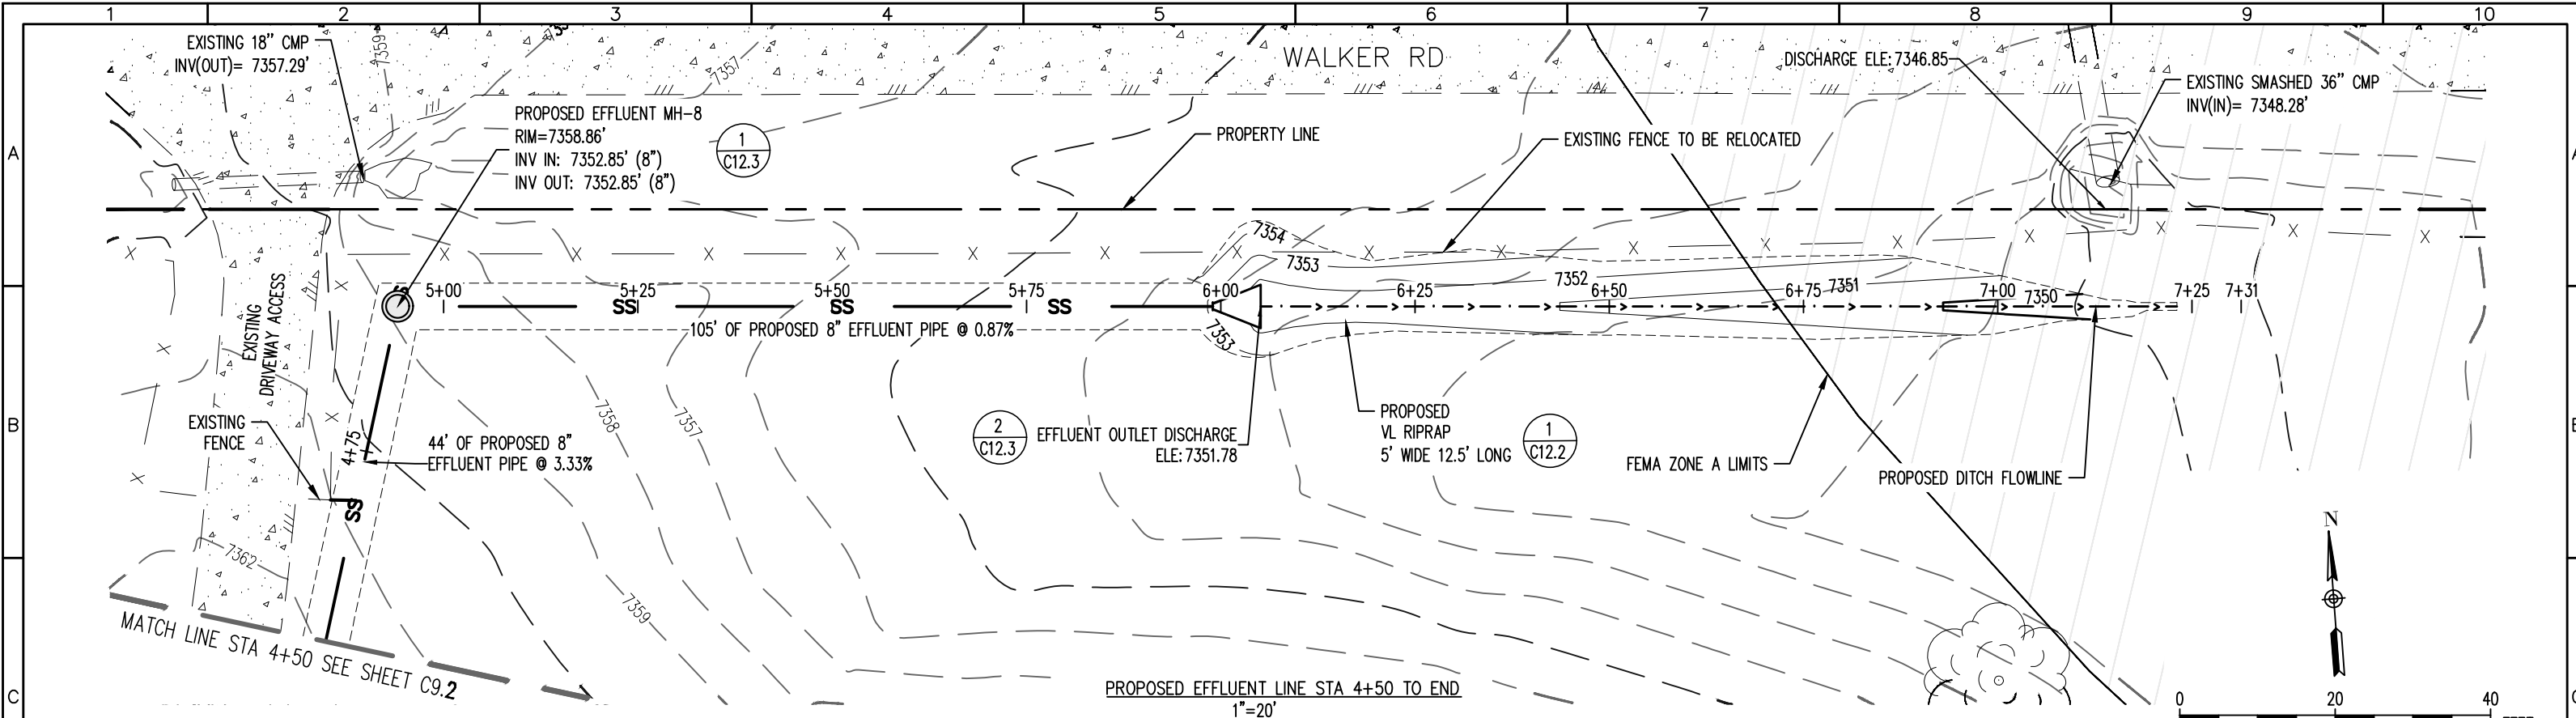 1 2 3 4 5 6 7 8 9 10
A
B
C
EXISTING 18" CMP
INV(OUT)= 7357.29'
7359
7357
WALKER RD
DISCHARGE ELE: 7346.85
EXISTING SMASHED 36" CMP
INV(IN)= 7348.28'
PROPOSED EFFLUENT MH-8
RIM=7358.86'
INV IN: 7352.85' (8")
INV OUT: 7352.85' (8")
1
C12.3
PROPERTY LINE
EXISTING FENCE TO BE RELOCATED
7354
7353
7352
7351
7350
7353
5+00 5+25 5+50 5+75 6+00 6+25 6+50 6+75 7+00 7+25 7+31
SS SS SS
105' OF PROPOSED 8" EFFLUENT PIPE @ 0.87%
EXISTING
DRIVEWAY ACCESS
EXISTING
FENCE
4+75
44' OF PROPOSED 8"
EFFLUENT PIPE @ 3.33%
SS
7358
7357
7359
7362
2
C12.3
EFFLUENT OUTLET DISCHARGE
ELE: 7351.78
PROPOSED
VL RIPRAP
5' WIDE 12.5' LONG
1
C12.2
FEMA ZONE A LIMITS
PROPOSED DITCH FLOWLINE
N
MATCH LINE STA 4+50 SEE SHEET C9.2
PROPOSED EFFLUENT LINE STA 4+50 TO END
1"=20'
0 20 40